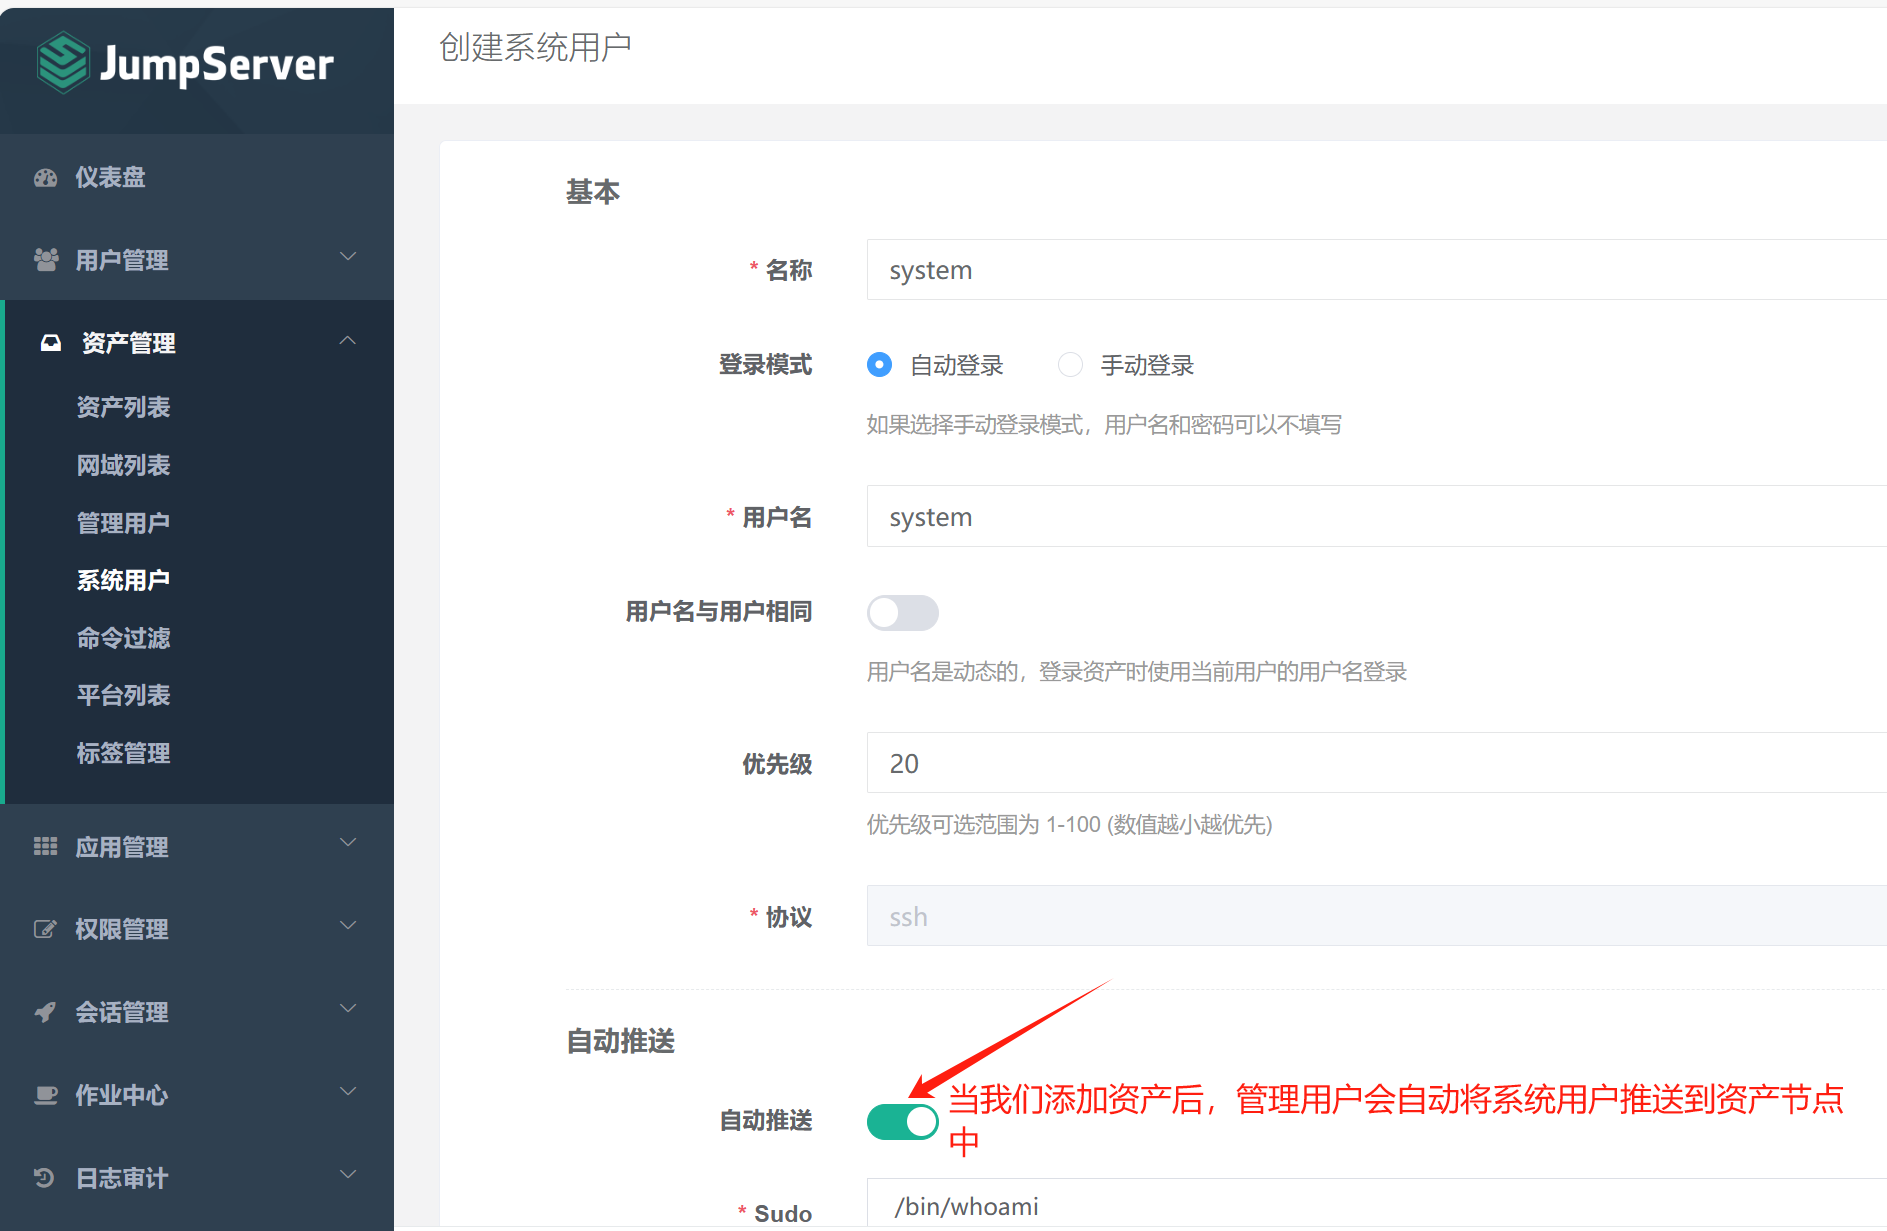 JumpServer
仪表盘
用户管理
资产管理
资产列表
网域列表
管理用户
系统用户
命令过滤
平台列表
标签管理
应用管理
权限管理
会话管理
作业中心
日志审计
创建系统用户
基本
* 名称 system
登录模式 自动登录 手动登录
如果选择手动登录模式，用户名和密码可以不填写
* 用户名 system
用户名与用户相同
用户名是动态的，登录资产时使用当前用户的用户名登录
优先级 20
优先级可选范围为 1-100 (数值越小越优先)
* 协议 ssh
自动推送
自动推送 当我们添加资产后，管理用户会自动将系统用户推送到资产节点
中
* Sudo /bin/whoami